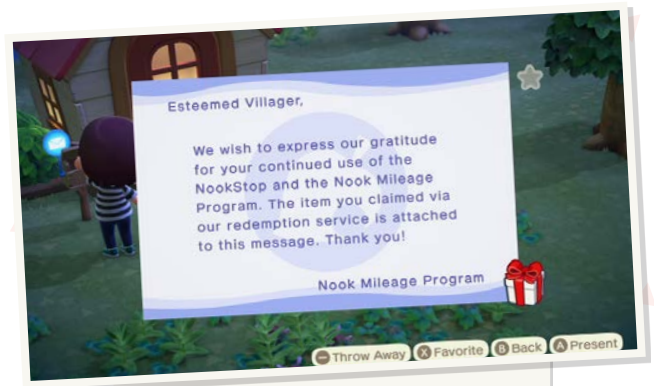 Esteemed Villager,
We wish to express our gratitude
for your continued use of the
NookStop and the Nook Mileage
Program. The item you claimed via
our redemption service is attached
to this message. Thank you!
Nook Mileage Program
− Throw Away X Favorite B Back A Present